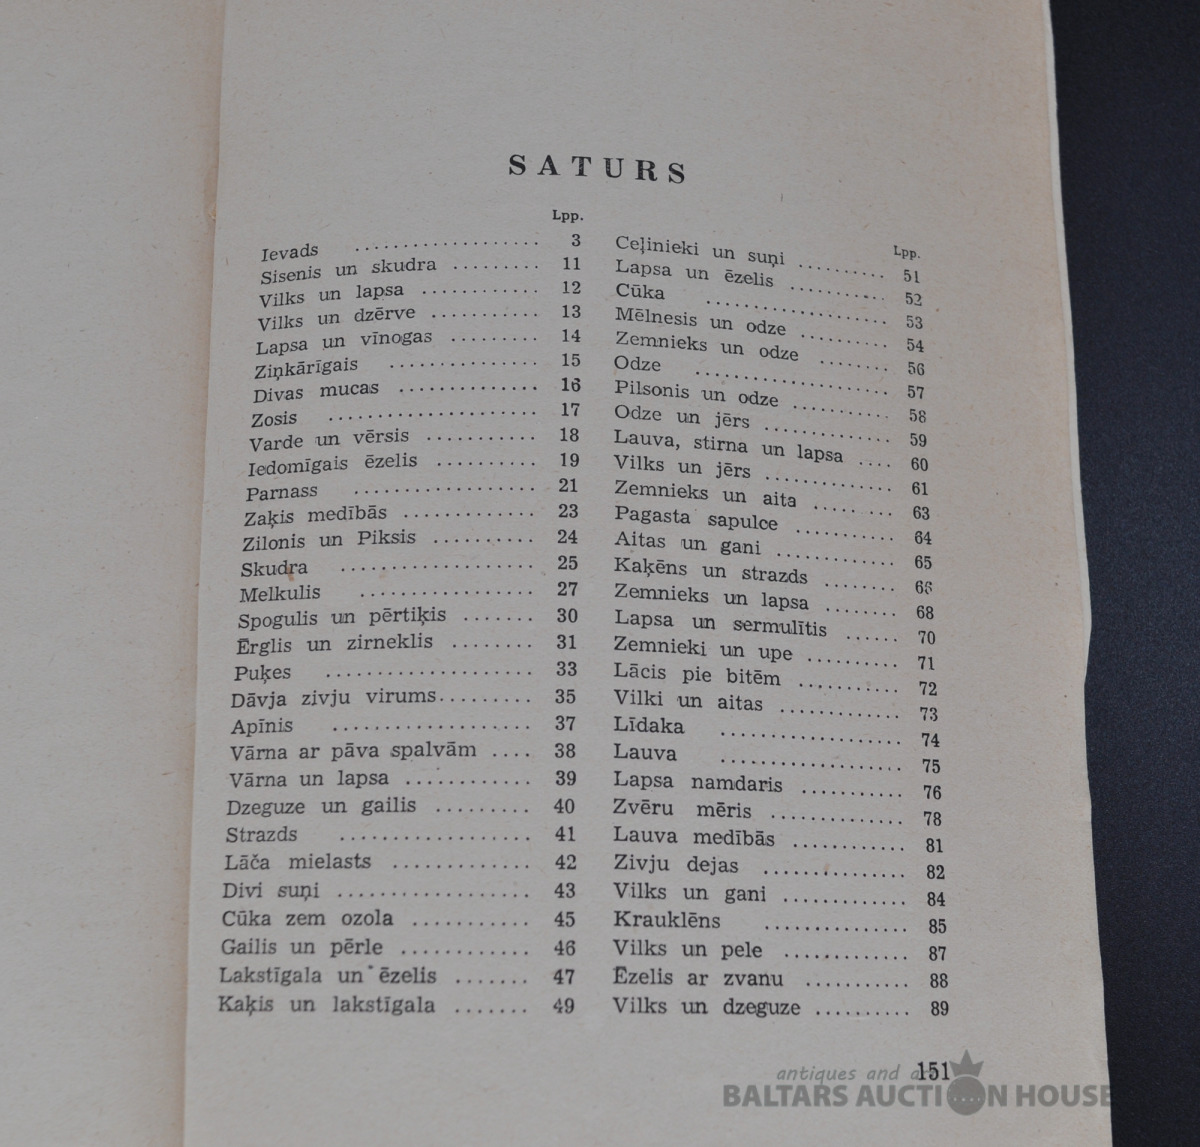 SATURS
Lpp.
Ievads .................. 3
Sisenis un skudra ......... 11
Vilks un lapsa ............ 12
Vilks un dzērve ........... 13
Lapsa un vīnogas ......... 14
Ziņkārīgais ............... 15
Divas mucas .............. 16
Zosis ..................... 17
Varde un vērsis ........... 18
Iedomīgais ēzelis .......... 19
Parnass .................. 21
Zaķis medībās ............ 23
Zilonis un Piksis .......... 24
Skudra ................... 25
Melkulis ................. 27
Spogulis un pērtiķis ....... 30
Ērglis un zirneklis ........ 31
Puķes .................... 33
Dāvja zivju virums......... 35
Apīnis ................... 37
Vārna ar pāva spalvām .... 38
Vārna un lapsa ........... 39
Dzeguze un gailis ......... 40
Strazds .................. 41
Lāča mielasts ............ 42
Divi suņi ................. 43
Cūka zem ozola ........... 45
Gailis un pērle ............ 46
Lakstīgala un ēzelis ....... 47
Kaķis un lakstīgala ....... 49
Lpp.
Ceļinieki un suņi ......... 51
Lapsa un ēzelis .......... 52
Cūka .................. 53
Mēlnesis un odze ......... 54
Zemnieks un odze ....... 56
Odze ................... 57
Pilsonis un odze .......... 58
Odze un jērs ............. 59
Lauva, stirna un lapsa .... 60
Vilks un jērs ............. 61
Zemnieks un aita ........ 63
Pagasta sapulce .......... 64
Aitas un gani ............ 65
Kaķēns un strazds ....... 66
Zemnieks un lapsa ....... 68
Lapsa un sermulītis ...... 70
Zemnieki un upe ......... 71
Lācis pie bitēm .......... 72
Vilki un aitas ............ 73
Līdaka .................. 74
Lauva .................. 75
Lapsa namdaris .......... 76
Zvēru mēris ............. 78
Lauva medībās ........... 81
Zivju dejas .............. 82
Vilks un gani ............ 84
Krauklēns .............. 85
Vilks un pele ............ 87
Ēzelis ar zvanu .......... 88
Vilks un dzeguze ......... 89
151
antiques and art
BALTARS AUCTION HOUSE